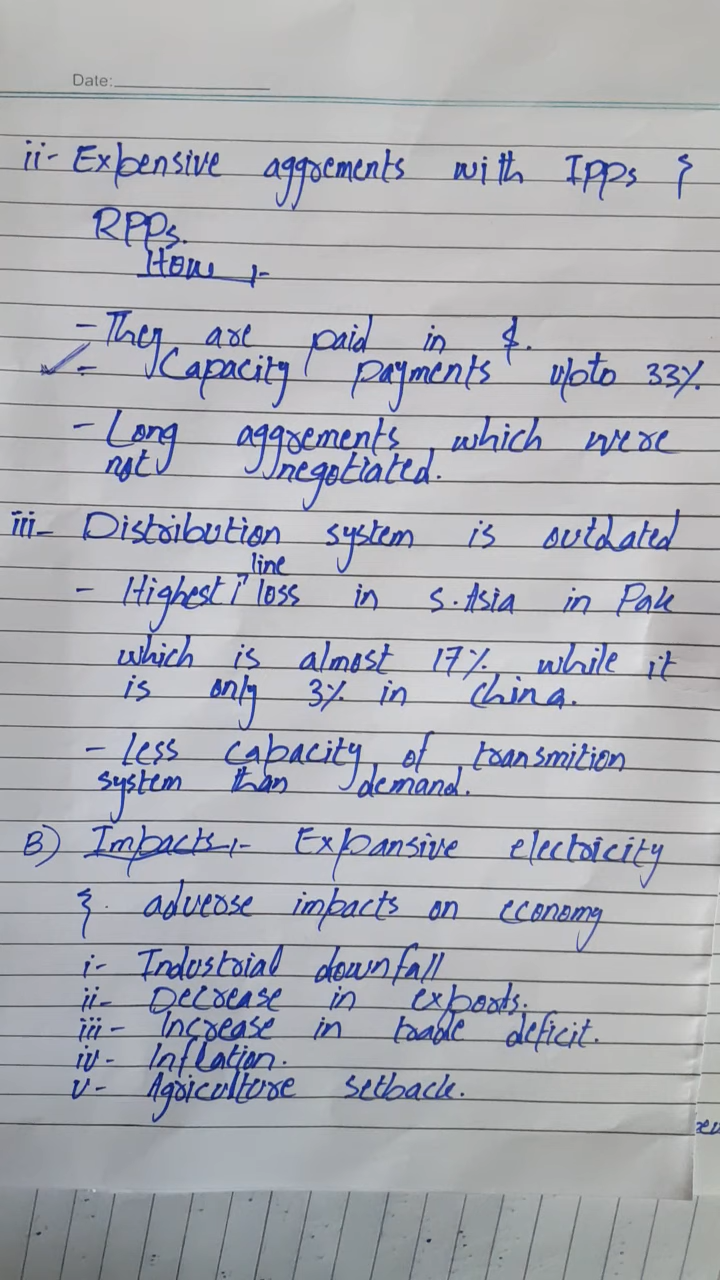 Date:
ii- Expensive aggrements with IPPs &
RPPs.
How :-
- They are paid in $.
- Capacity payments upto 33%.
- Long aggrements which were
not negotiated.
iii- Distribution system is outdated
line
- Highest loss in S.Asia in Pak
which is almost 17% while it
is only 3% in China.
- less capacity of transmition
system than demand.
B) Impacts:- Expansive electricity
& adverse impacts on economy
i- Industrial downfall
ii- Decrease in exports.
iii- Increase in trade deficit.
iv- Inflation.
v- Agriculture setback.